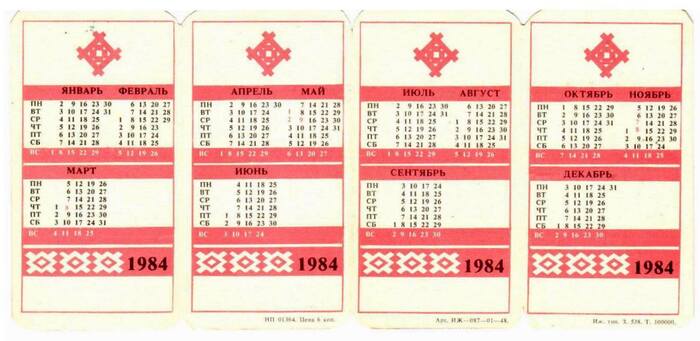 ЯНВАРЬ ФЕВРАЛЬ
ПН 2 9 16 23 30 6 13 20 27
ВТ 3 10 17 24 31 7 14 21 28
СР 4 11 18 25 1 8 15 22 29
ЧТ 5 12 19 26 2 9 16 23
ПТ 6 13 20 27 3 10 17 24
СБ 7 14 21 28 4 11 18 25
ВС 1 8 15 22 29 5 12 19 26
МАРТ
ПН 5 12 19 26
ВТ 6 13 20 27
СР 7 14 21 28
ЧТ 1 8 15 22 29
ПТ 2 9 16 23 30
СБ 3 10 17 24 31
ВС 4 11 18 25
1984
АПРЕЛЬ МАЙ
ПН 2 9 16 23 30 7 14 21 28
ВТ 3 10 17 24 1 8 15 22 29
СР 4 11 18 25 2 9 16 23 30
ЧТ 5 12 19 26 3 10 17 24 31
ПТ 6 13 20 27 4 11 18 25
СБ 7 14 21 28 5 12 19 26
ВС 1 8 15 22 29 6 13 20 27
ИЮНЬ
ПН 4 11 18 25
ВТ 5 12 19 26
СР 6 13 20 27
ЧТ 7 14 21 28
ПТ 1 8 15 22 29
СБ 2 9 16 23 30
ВС 3 10 17 24
1984
НП 01364. Цена 6 коп.
ИЮЛЬ АВГУСТ
ПН 2 9 16 23 30 6 13 20 27
ВТ 3 10 17 24 31 7 14 21 28
СР 4 11 18 25 1 8 15 22 29
ЧТ 5 12 19 26 2 9 16 23 30
ПТ 6 13 20 27 3 10 17 24 31
СБ 7 14 21 28 4 11 18 25
ВС 1 8 15 22 29 5 12 19 26
СЕНТЯБРЬ
ПН 3 10 17 24
ВТ 4 11 18 25
СР 5 12 19 26
ЧТ 6 13 20 27
ПТ 7 14 21 28
СБ 1 8 15 22 29
ВС 2 9 16 23 30
1984
Арт. ИЖ—087—01—48.
ОКТЯБРЬ НОЯБРЬ
ПН 1 8 15 22 29 5 12 19 26
ВТ 2 9 16 23 30 6 13 20 27
СР 3 10 17 24 31 7 14 21 28
ЧТ 4 11 18 25 1 8 15 22 29
ПТ 5 12 19 26 2 9 16 23 30
СБ 6 13 20 27 3 10 17 24
ВС 7 14 21 28 4 11 18 25
ДЕКАБРЬ
ПН 3 10 17 24 31
ВТ 4 11 18 25
СР 5 12 19 26
ЧТ 6 13 20 27
ПТ 7 14 21 28
СБ 1 8 15 22 29
ВС 2 9 16 23 30
1984
Иж. тип. З. 538. Т. 100000.